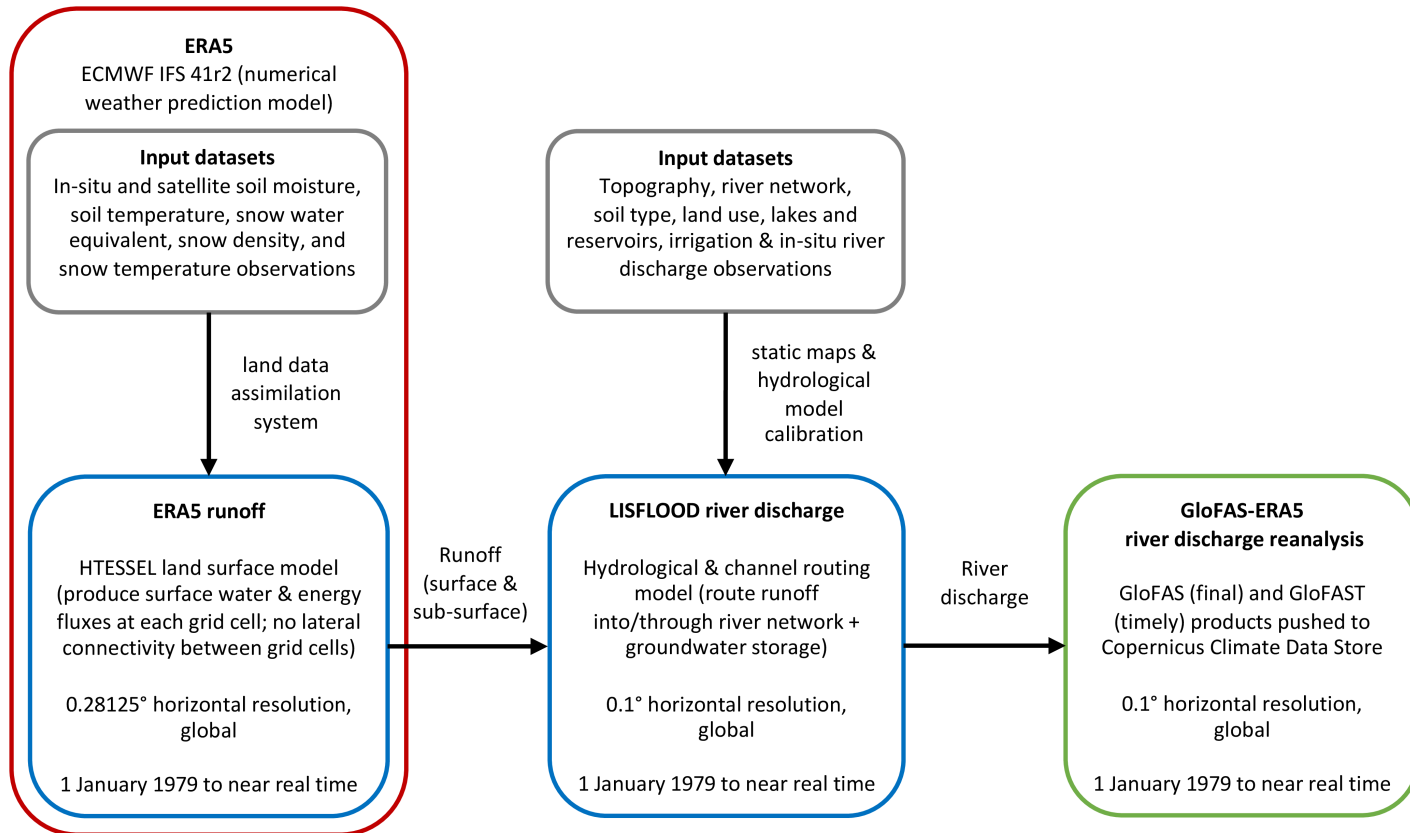 ERA5
ECMWF IFS 41r2 (numerical
weather prediction model)
Input datasets
In-situ and satellite soil moisture,
soil temperature, snow water
equivalent, snow density, and
snow temperature observations
land data
assimilation
system
ERA5 runoff
HTESSEL land surface model
(produce surface water & energy
fluxes at each grid cell; no lateral
connectivity between grid cells)
0.28125° horizontal resolution,
global
1 January 1979 to near real time
Runoff
(surface &
sub-surface)
Input datasets
Topography, river network,
soil type, land use, lakes and
reservoirs, irrigation & in-situ river
discharge observations
static maps &
hydrological
model
calibration
LISFLOOD river discharge
Hydrological & channel routing
model (route runoff
into/through river network +
groundwater storage)
0.1° horizontal resolution,
global
1 January 1979 to near real time
River
discharge
GloFAS-ERA5
river discharge reanalysis
GloFAS (final) and GloFAST
(timely) products pushed to
Copernicus Climate Data Store
0.1° horizontal resolution,
global
1 January 1979 to near real time